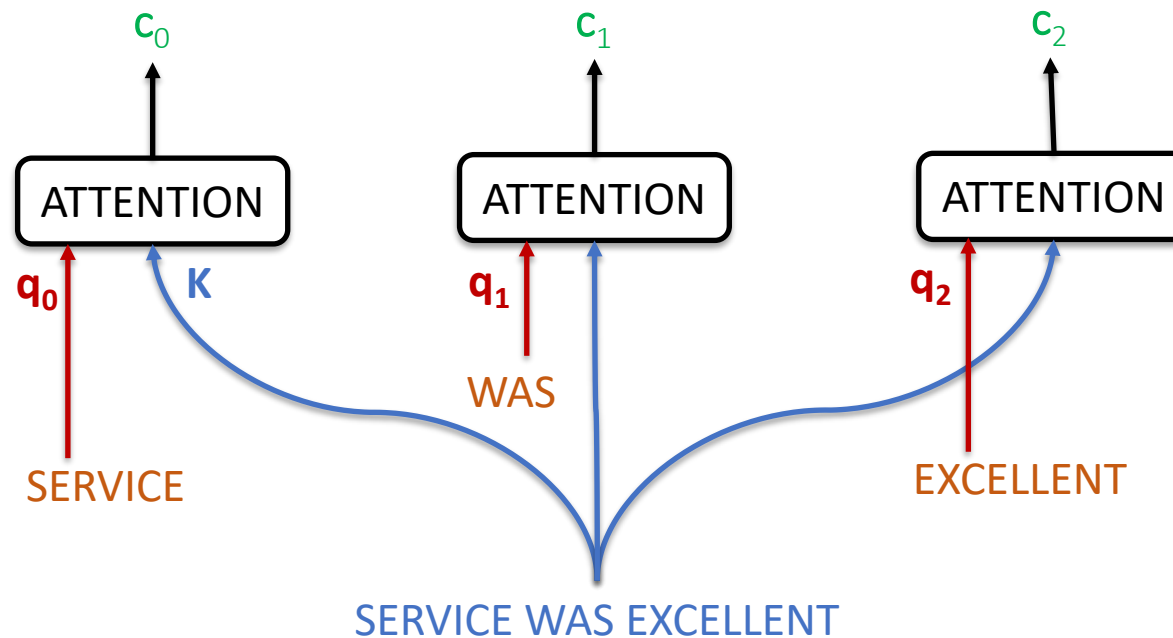 c₀ c₁ c₂
ATTENTION ATTENTION ATTENTION
q₀ K q₁ q₂
WAS
SERVICE EXCELLENT
SERVICE WAS EXCELLENT